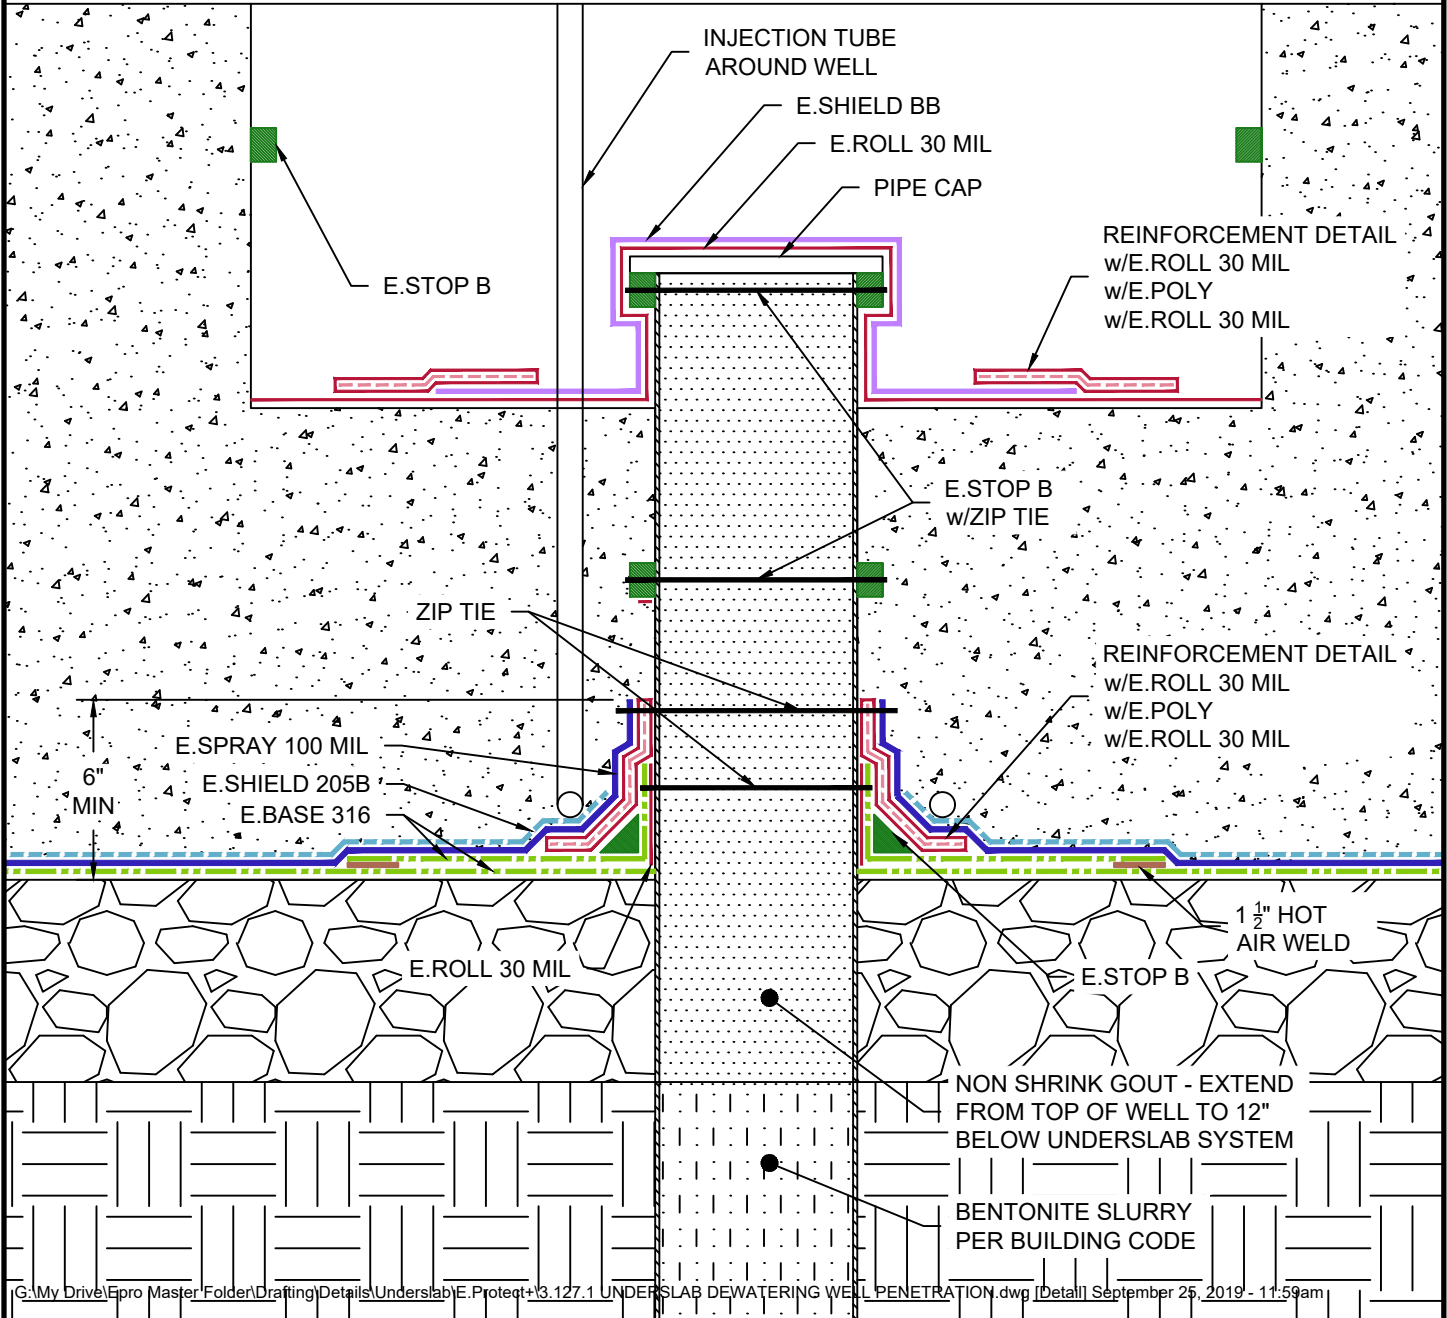 INJECTION TUBE
AROUND WELL
E.SHIELD BB
E.ROLL 30 MIL
PIPE CAP
REINFORCEMENT DETAIL
w/E.ROLL 30 MIL
w/E.POLY
w/E.ROLL 30 MIL
E.STOP B
E.STOP B
w/ZIP TIE
ZIP TIE
REINFORCEMENT DETAIL
w/E.ROLL 30 MIL
w/E.POLY
w/E.ROLL 30 MIL
E.SPRAY 100 MIL
6"
MIN
E.SHIELD 205B
E.BASE 316
1 1/2" HOT
AIR WELD
E.ROLL 30 MIL
E.STOP B
NON SHRINK GOUT - EXTEND
FROM TOP OF WELL TO 12"
BELOW UNDERSLAB SYSTEM
BENTONITE SLURRY
PER BUILDING CODE
G:\My Drive\Epro Master Folder\Drafting\Details\Underslab\E.Protect+\3.127.1 UNDERSLAB DEWATERING WELL PENETRATION.dwg [Detail] September 25, 2019 - 11:59am